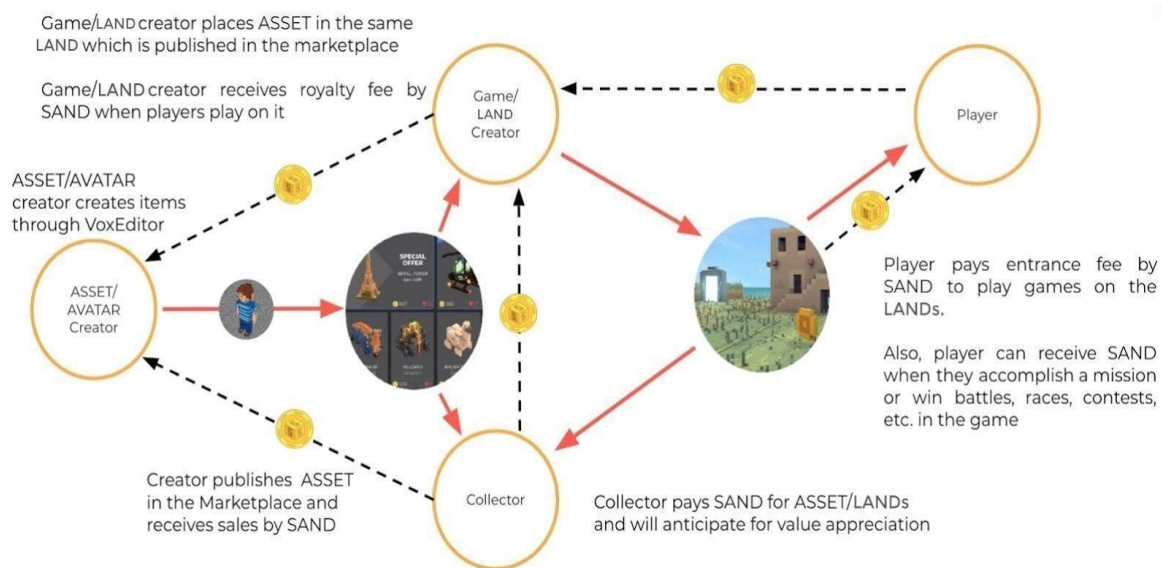 Game/LAND creator places ASSET in the same
LAND which is published in the marketplace
Game/LAND creator receives royalty fee by
SAND when players play on it
ASSET/AVATAR
creator creates items
through VoxEditor
Game/
LAND
Creator
Player
ASSET/
AVATAR
Creator
SPECIAL
OFFER
Player pays entrance fee by
SAND to play games on the
LANDs.
Also, player can receive SAND
when they accomplish a mission
or win battles, races, contests,
etc. in the game
Creator publishes ASSET
in the Marketplace and
receives sales by SAND
Collector
Collector pays SAND for ASSET/LANDs
and will anticipate for value appreciation